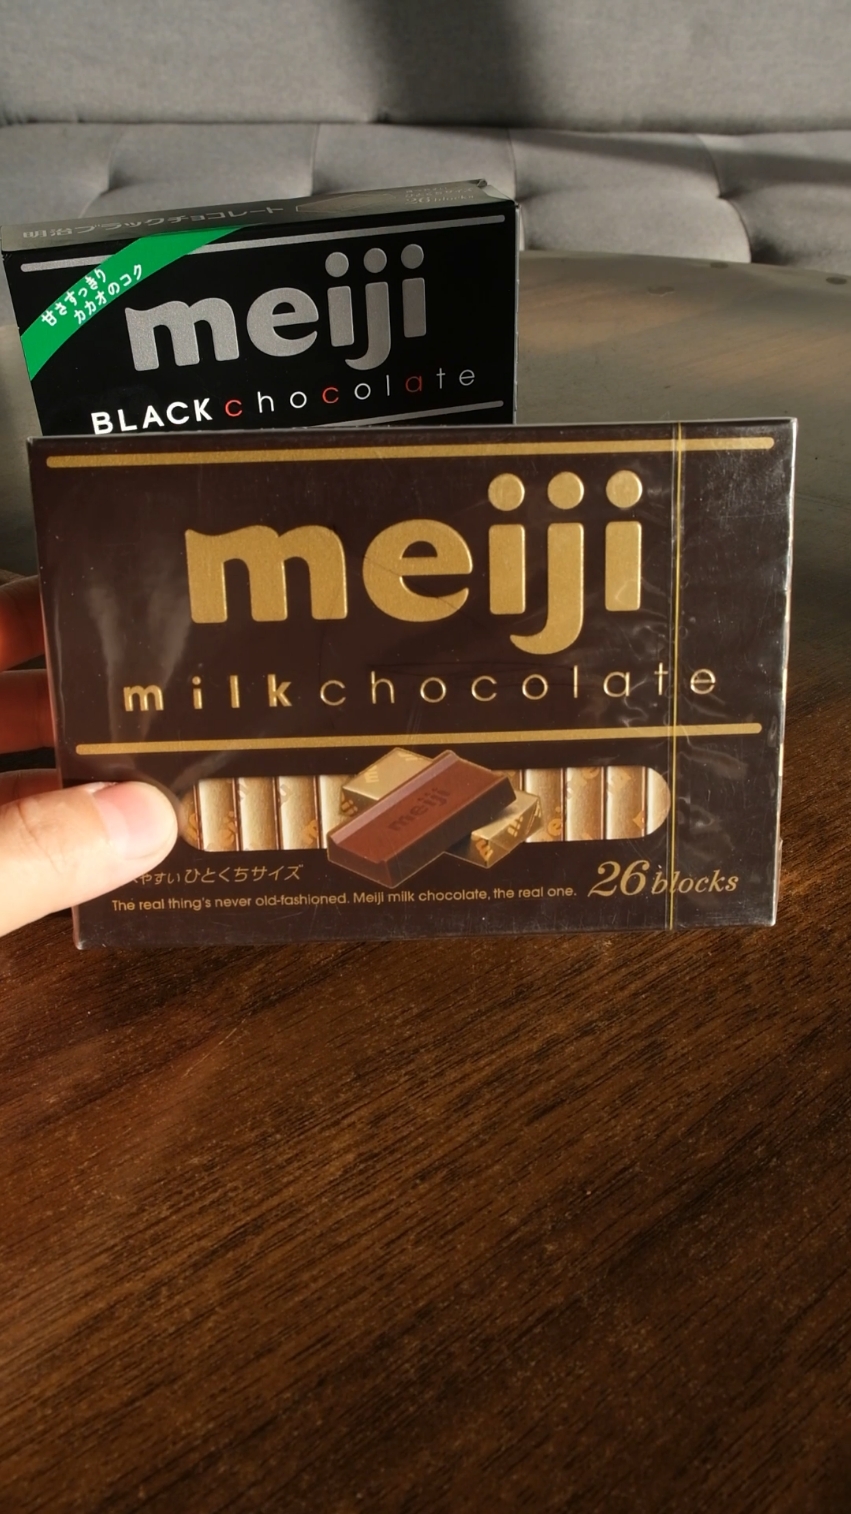 明治ブラックチョコレート
26 blocks
甘さすっきり
カカオのコク
meiji
BLACK chocolate
meiji
milk chocolate
meiji
やすいひとくちサイズ
The real thing's never old-fashioned. Meiji milk chocolate, the real one.
26 blocks